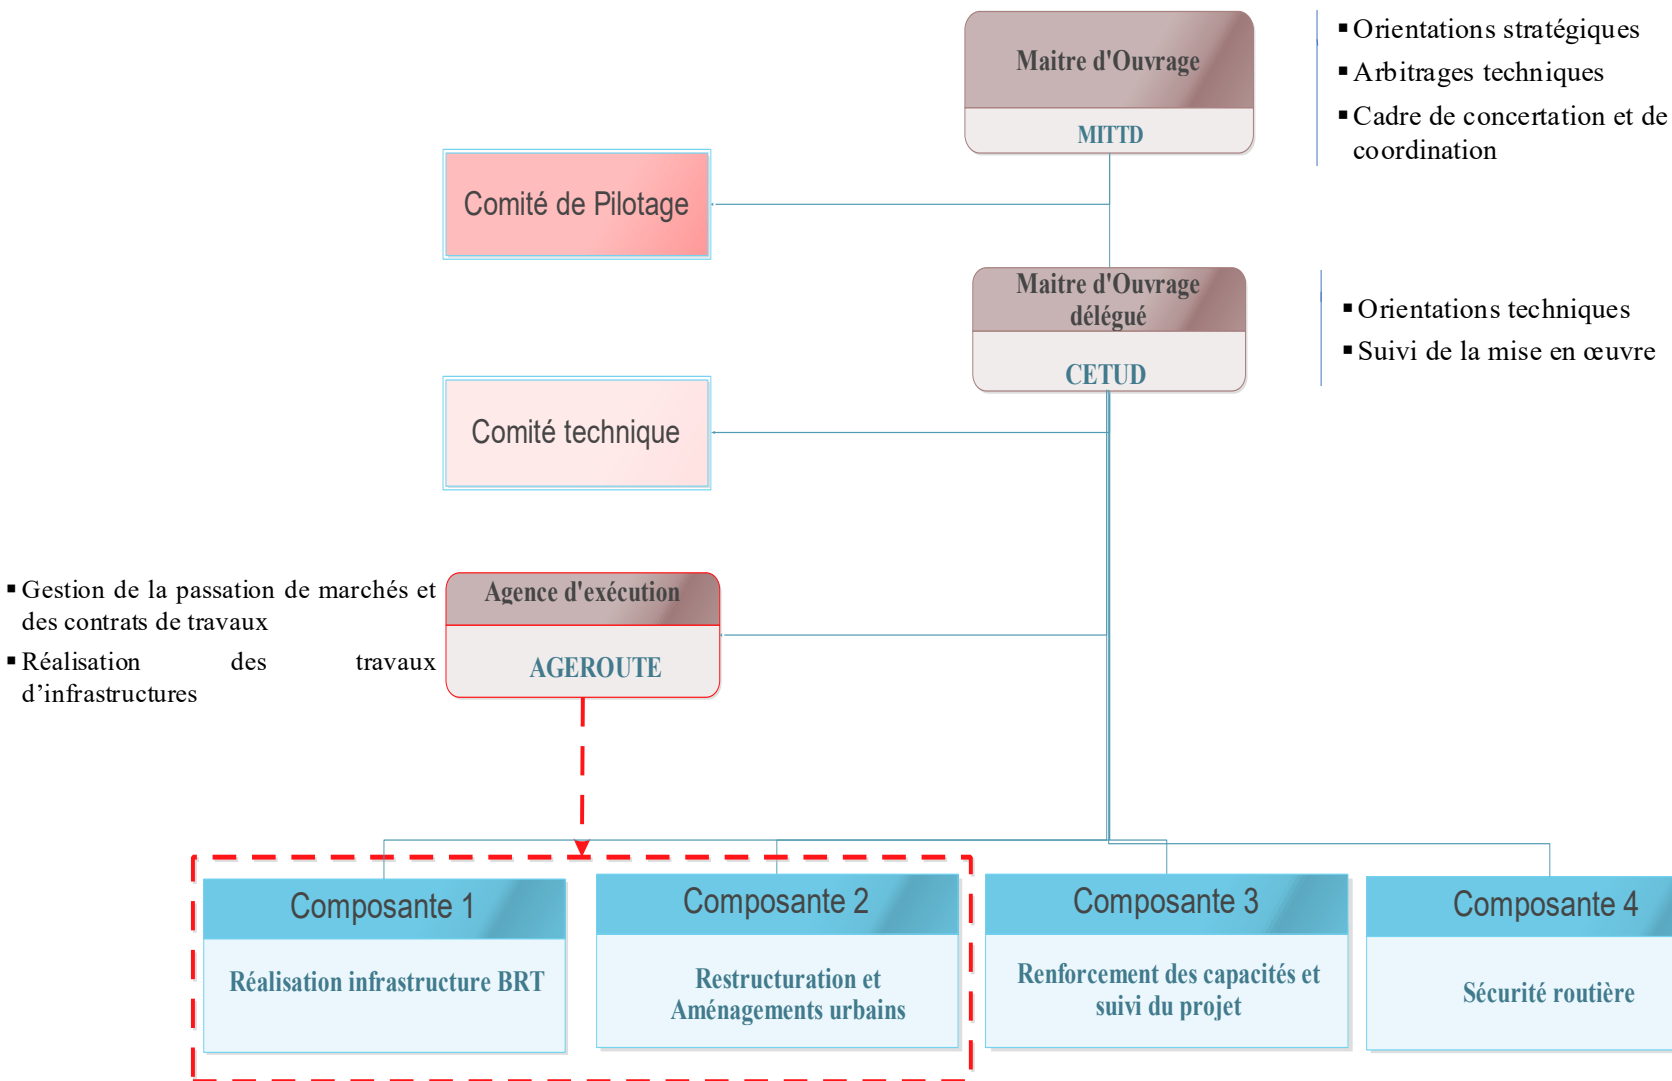 Maitre d'Ouvrage
MITTD
▪ Orientations stratégiques
▪ Arbitrages techniques
▪ Cadre de concertation et de
coordination
Comité de Pilotage
Maitre d'Ouvrage
délégué
CETUD
▪ Orientations techniques
▪ Suivi de la mise en œuvre
Comité technique
▪ Gestion de la passation de marchés et
des contrats de travaux
▪ Réalisation des travaux
d’infrastructures
Agence d'exécution
AGEROUTE
Composante 1
Réalisation infrastructure BRT
Composante 2
Restructuration et
Aménagements urbains
Composante 3
Renforcement des capacités et
suivi du projet
Composante 4
Sécurité routière